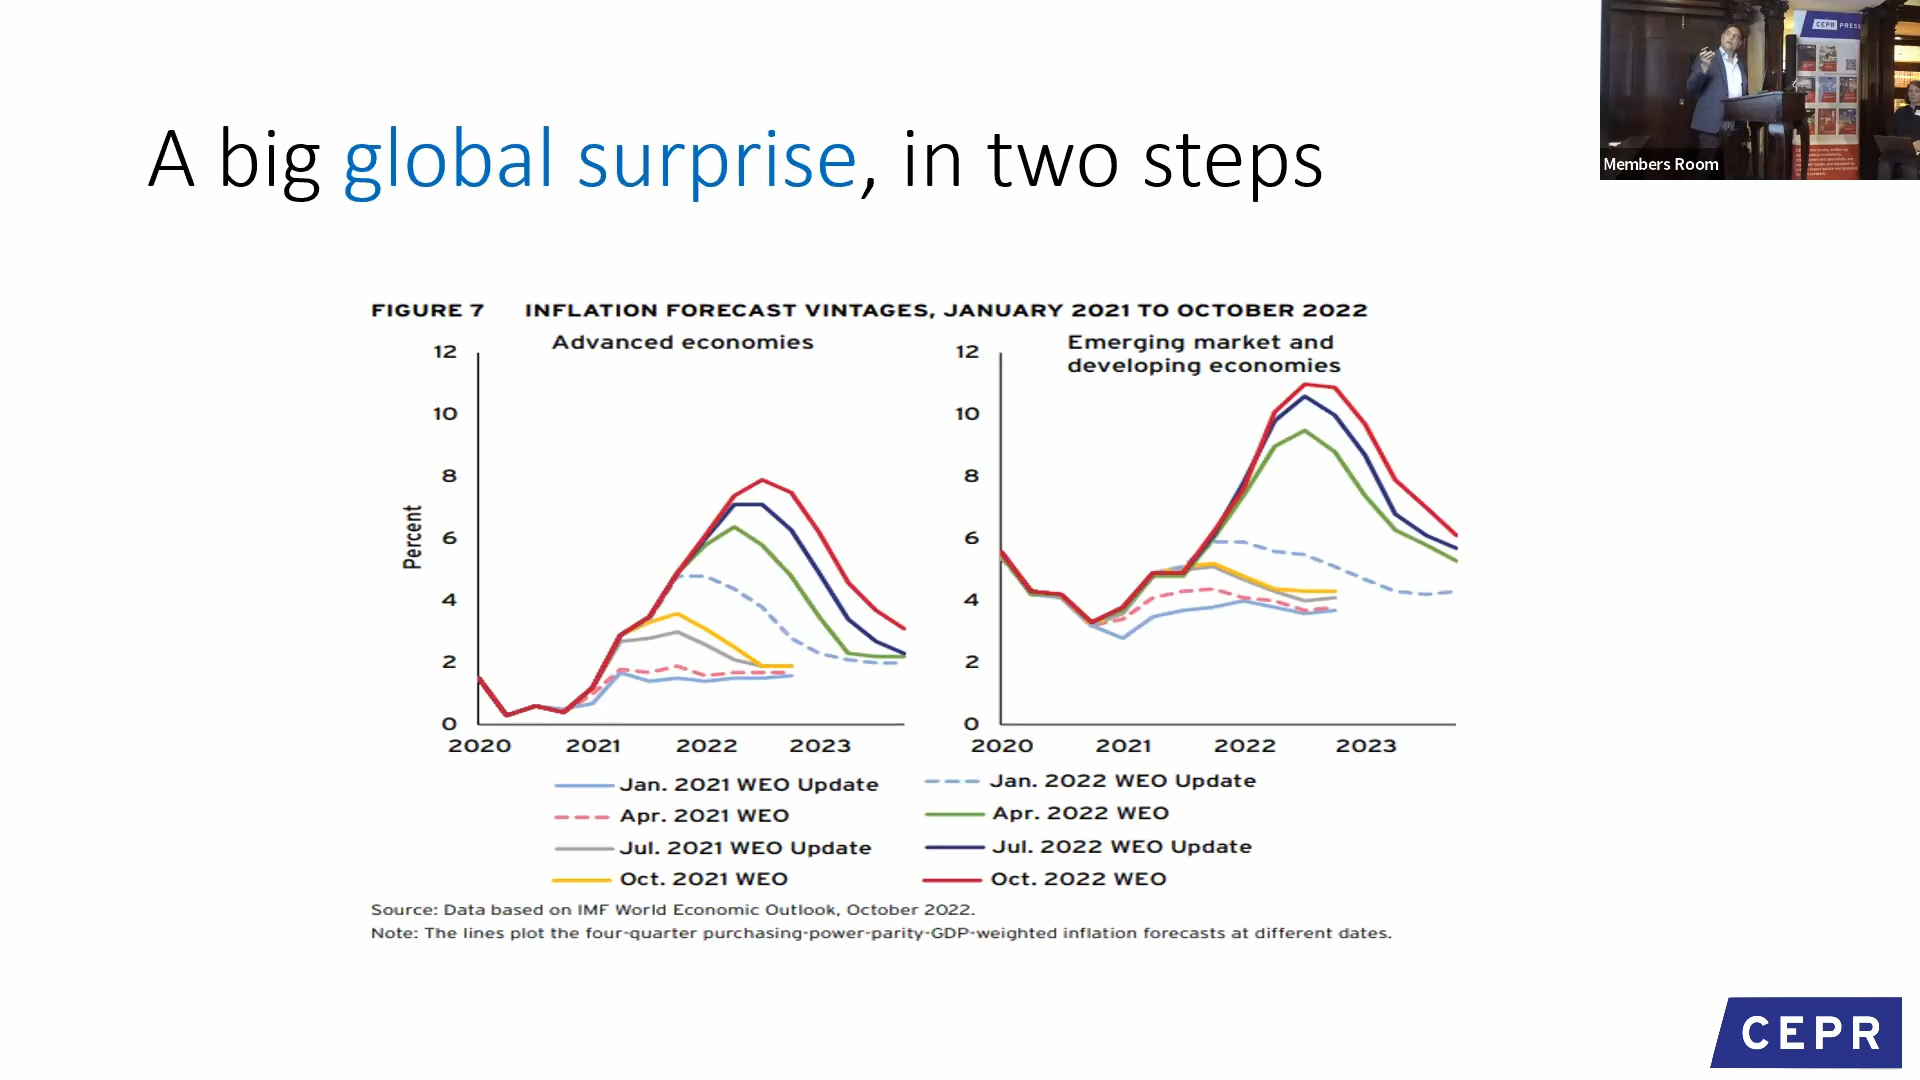 A big global surprise, in two steps
Members Room
CEPR PRESS
FIGURE 7 INFLATION FORECAST VINTAGES, JANUARY 2021 TO OCTOBER 2022
Advanced economies
Emerging market and
developing economies
Percent
12
10
8
6
4
2
0
2020 2021 2022 2023
12
10
8
6
4
2
0
2020 2021 2022 2023
Jan. 2021 WEO Update
Apr. 2021 WEO
Jul. 2021 WEO Update
Oct. 2021 WEO
Jan. 2022 WEO Update
Apr. 2022 WEO
Jul. 2022 WEO Update
Oct. 2022 WEO
Source: Data based on IMF World Economic Outlook, October 2022.
Note: The lines plot the four-quarter purchasing-power-parity-GDP-weighted inflation forecasts at different dates.
CEPR